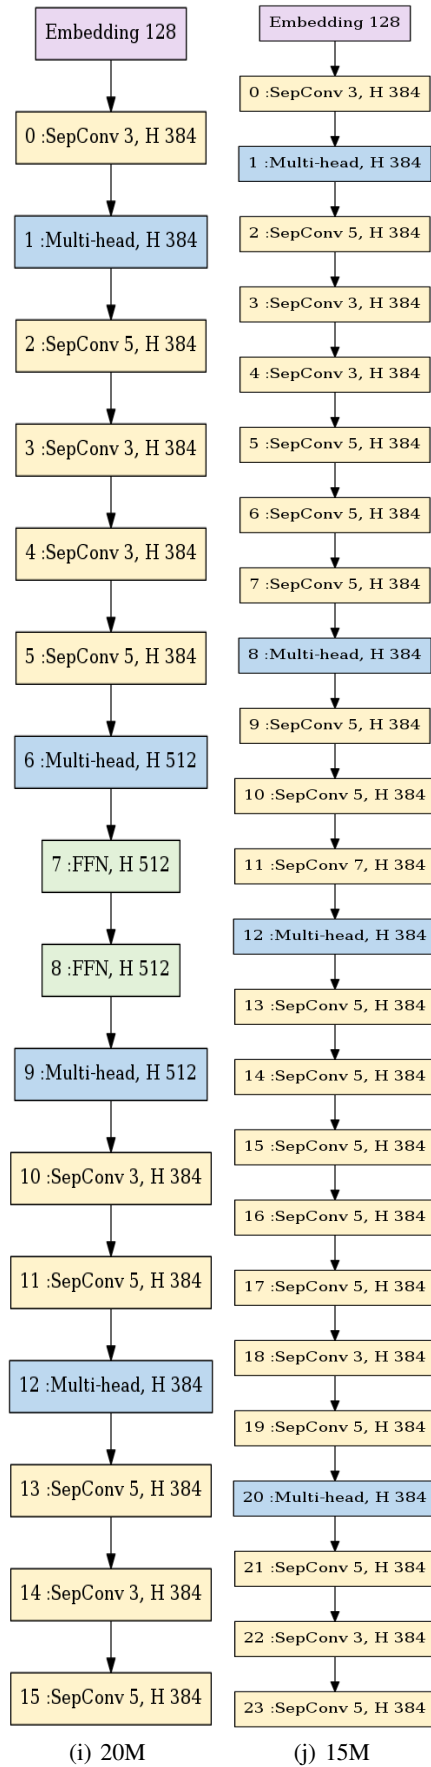 Embedding 128
0 :SepConv 3, H 384
1 :Multi-head, H 384
2 :SepConv 5, H 384
3 :SepConv 3, H 384
4 :SepConv 3, H 384
5 :SepConv 5, H 384
6 :Multi-head, H 512
7 :FFN, H 512
8 :FFN, H 512
9 :Multi-head, H 512
10 :SepConv 3, H 384
11 :SepConv 5, H 384
12 :Multi-head, H 384
13 :SepConv 5, H 384
14 :SepConv 3, H 384
15 :SepConv 5, H 384
(i) 20M
Embedding 128
0 :SepConv 3, H 384
1 :Multi-head, H 384
2 :SepConv 5, H 384
3 :SepConv 3, H 384
4 :SepConv 3, H 384
5 :SepConv 5, H 384
6 :SepConv 5, H 384
7 :SepConv 5, H 384
8 :Multi-head, H 384
9 :SepConv 5, H 384
10 :SepConv 5, H 384
11 :SepConv 7, H 384
12 :Multi-head, H 384
13 :SepConv 5, H 384
14 :SepConv 5, H 384
15 :SepConv 5, H 384
16 :SepConv 5, H 384
17 :SepConv 5, H 384
18 :SepConv 3, H 384
19 :SepConv 5, H 384
20 :Multi-head, H 384
21 :SepConv 5, H 384
22 :SepConv 3, H 384
23 :SepConv 5, H 384
(j) 15M